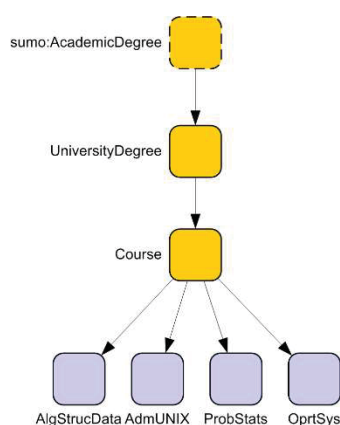 sumo:AcademicDegree
UniversityDegree
Course
AlgStrucData AdmUNIX ProbStats OprtSys